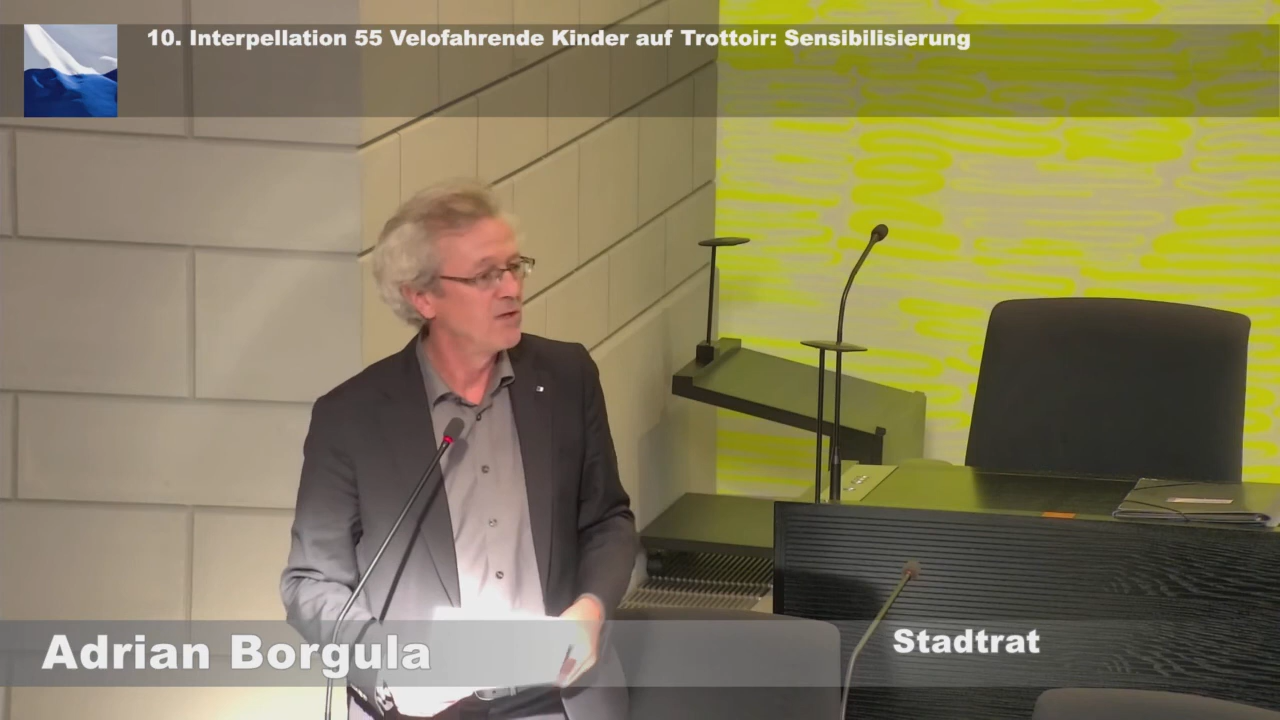 10. Interpellation 55 Velofahrende Kinder auf Trottoir: Sensibilisierung
Adrian Borgula
Stadtrat